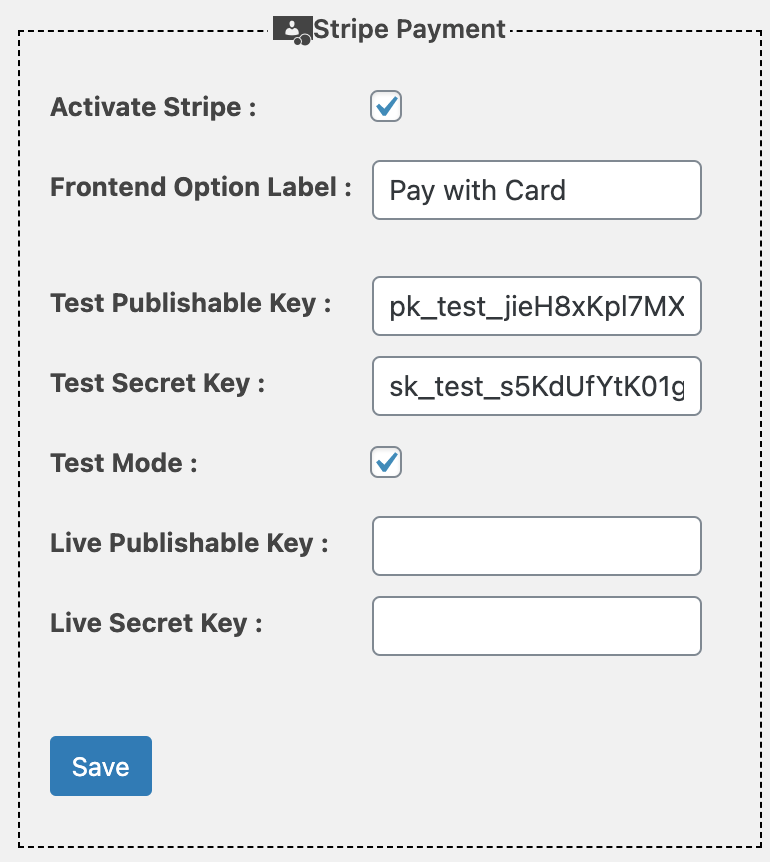 Stripe Payment
Activate Stripe :
Frontend Option Label : Pay with Card
Test Publishable Key : pk_test_jieH8xKpl7MX
Test Secret Key : sk_test_s5KdUfYtK01g
Test Mode :
Live Publishable Key :
Live Secret Key :
Save